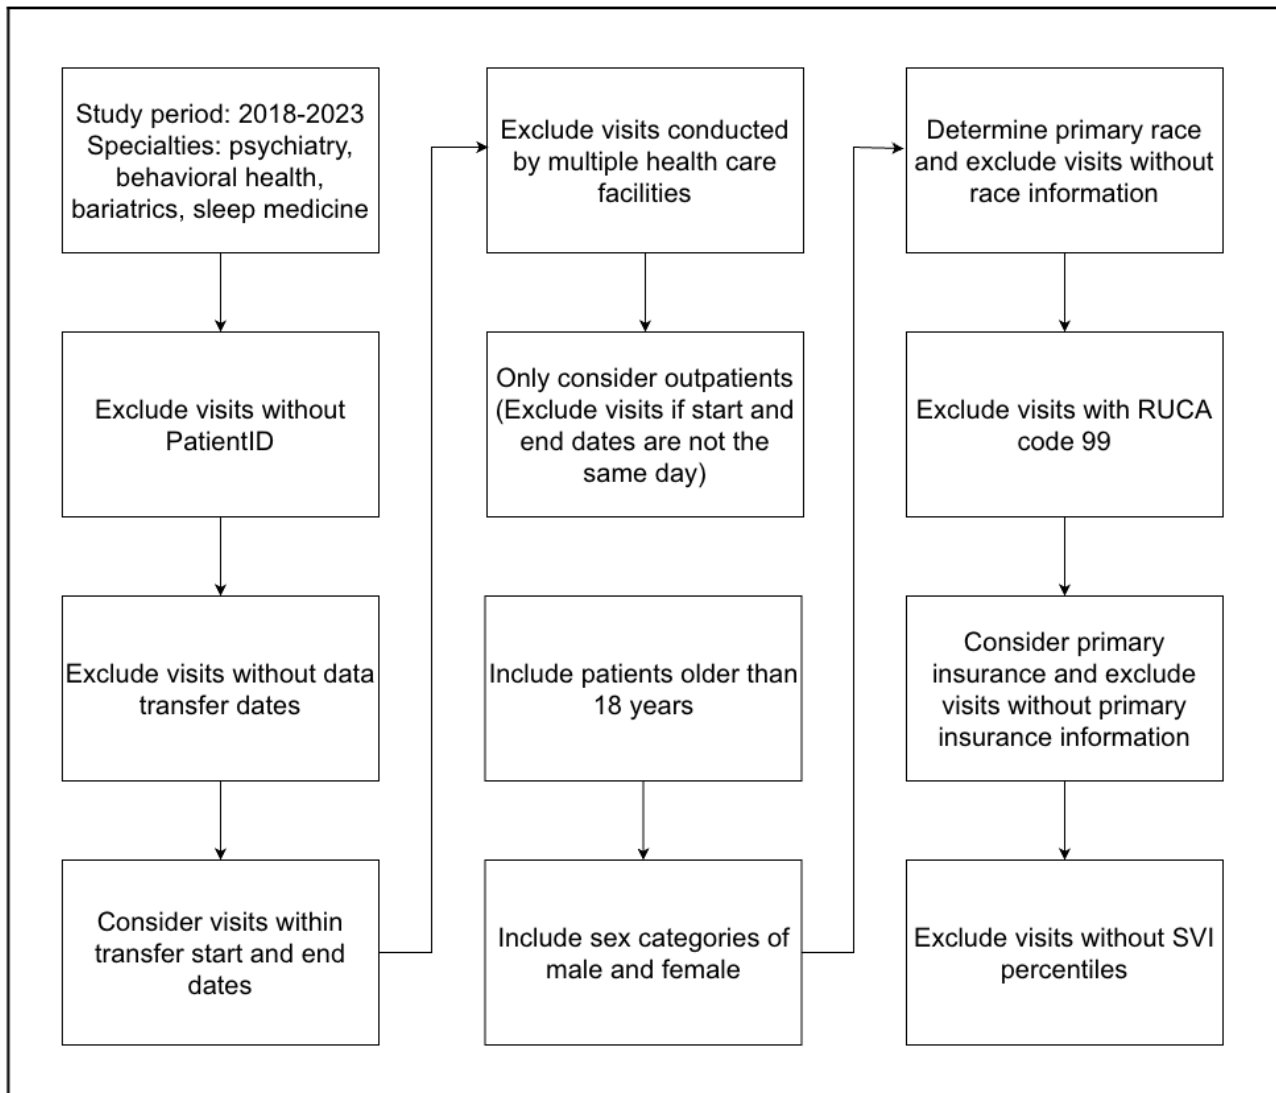 Study period: 2018-2023
Specialties: psychiatry,
behavioral health,
bariatrics, sleep medicine
Exclude visits without
PatientID
Exclude visits without data
transfer dates
Consider visits within
transfer start and end
dates
Exclude visits conducted
by multiple health care
facilities
Only consider outpatients
(Exclude visits if start and
end dates are not the
same day)
Include patients older than
18 years
Include sex categories of
male and female
Determine primary race
and exclude visits without
race information
Exclude visits with RUCA
code 99
Consider primary
insurance and exclude
visits without primary
insurance information
Exclude visits without SVI
percentiles